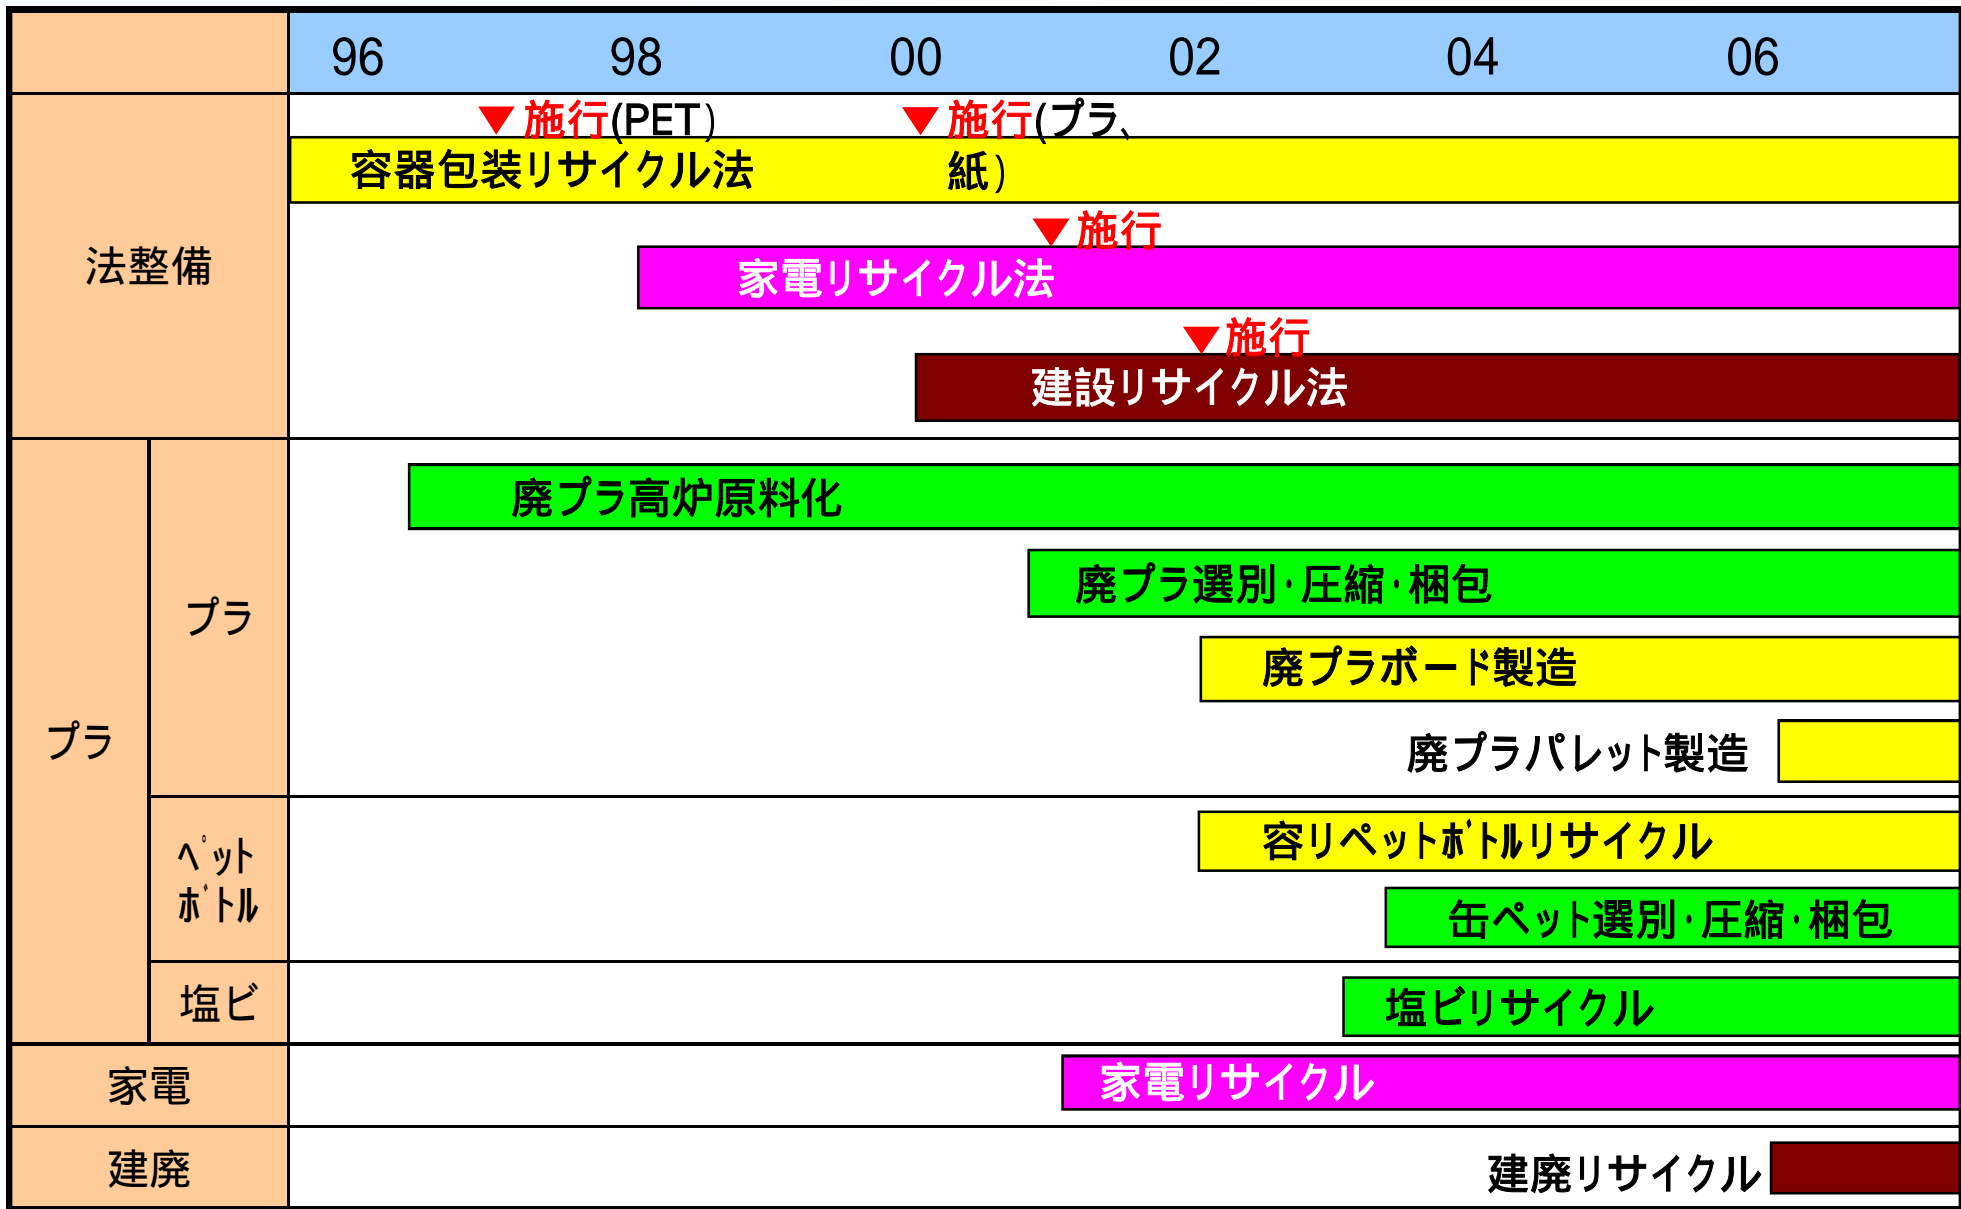 96 98 00 02 04 06
▼施行(PET) ▼施行(プラ、
紙)
容器包装リサイクル法
法整備
▼施行
家電リサイクル法
▼施行
建設リサイクル法
プラ
プラ
廃プラ高炉原料化
廃プラ選別・圧縮・梱包
廃プラボード製造
廃プラパレット製造
ﾍﾟｯﾄ
ﾎﾞﾄﾙ
容リペットﾎﾞﾄﾙリサイクル
缶ペット選別・圧縮・梱包
塩ビ
塩ビリサイクル
家電
家電リサイクル
建廃
建廃リサイクル